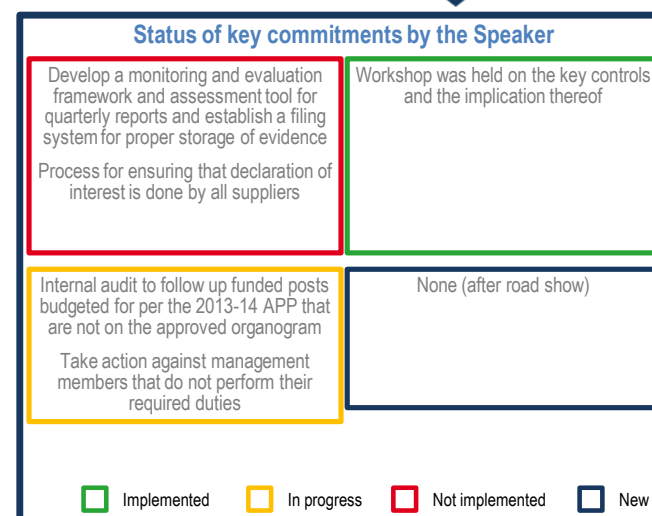 Status of key commitments by the Speaker
Develop a monitoring and evaluation
framework and assessment tool for
quarterly reports and establish a filing
system for proper storage of evidence
Process for ensuring that declaration of
interest is done by all suppliers
Workshop was held on the key controls
and the implication thereof
Internal audit to follow up funded posts
budgeted for per the 2013-14 APP that
are not on the approved organogram
Take action against management
members that do not perform their
required duties
None (after road show)
Implemented
In progress
Not implemented
New